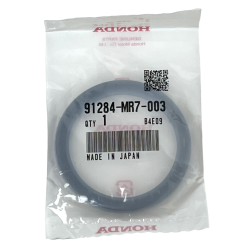 HONDA
91284-MR7-003
QTY 1 B4E09
MADE IN JAPAN
HONDA